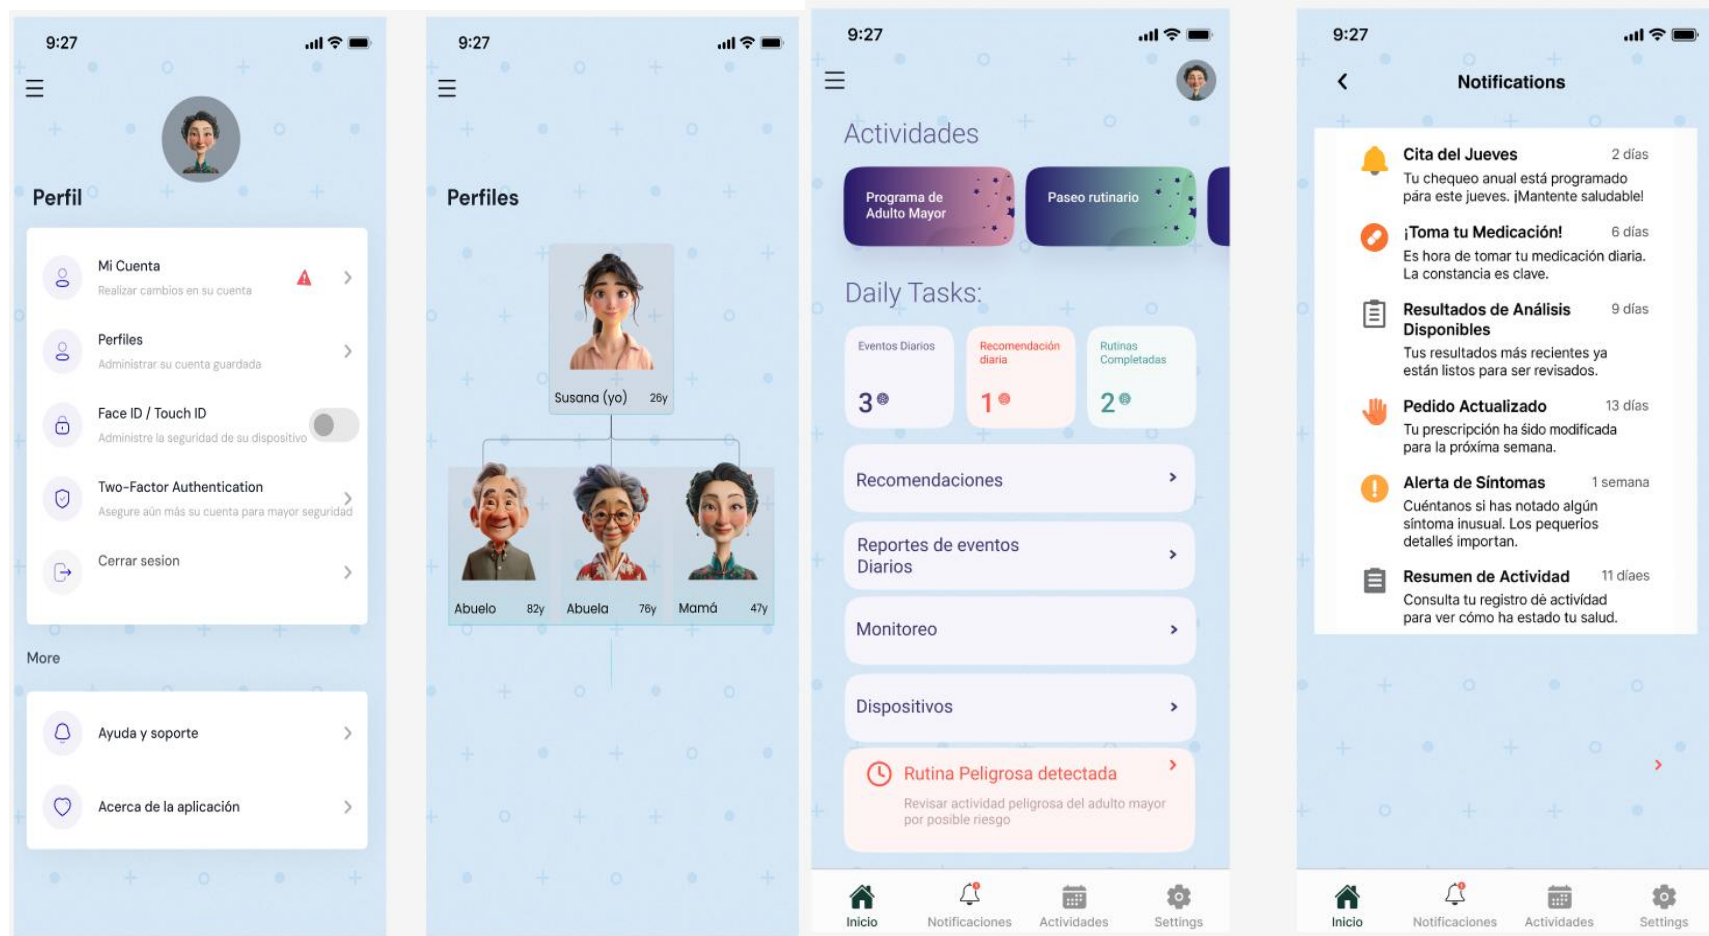 9:27
Perfil
Mi Cuenta
Realizar cambios en su cuenta
Perfiles
Administrar su cuenta guardada
Face ID / Touch ID
Administre la seguridad de su dispositivo
Two-Factor Authentication
Asegure aún más su cuenta para mayor seguridad
Cerrar sesion
More
Ayuda y soporte
Acerca de la aplicación
9:27
Perfiles
Susana (yo) 26y
Abuelo 82y
Abuela 76y
Mamá 47y
9:27
Actividades
Programa de
Adulto Mayor
Paseo rutinario
Daily Tasks:
Eventos Diarios
3
Recomendación
diaria
1
Rutinas
Completadas
2
Recomendaciones
Reportes de eventos
Diarios
Monitoreo
Dispositivos
Rutina Peligrosa detectada
Revisar actividad peligrosa del adulto mayor
por posible riesgo
Inicio
Notificaciones
Actividades
Settings
9:27
Notifications
Cita del Jueves 2 días
Tu chequeo anual está programado
pára este jueves. ¡Mantente saludable!
¡Toma tu Medicación! 6 días
Es hora de tomar tu medicación diaria.
La constancia es clave.
Resultados de Análisis 9 días
Disponibles
Tus resultados más recientes ya
están listos para ser revisados.
Pedido Actualizado 13 días
Tu prescripción ha śido modificada
para la próxima semana.
Alerta de Síntomas 1 semana
Cuéntanos si has notado algún
síntoma inusual. Los pequerios
detalleś importan.
Resumen de Actividad 11 díaes
Consulta tu registro dė actividad
para ver cómo ha estado tu salud.
Inicio
Notificaciones
Actividades
Settings